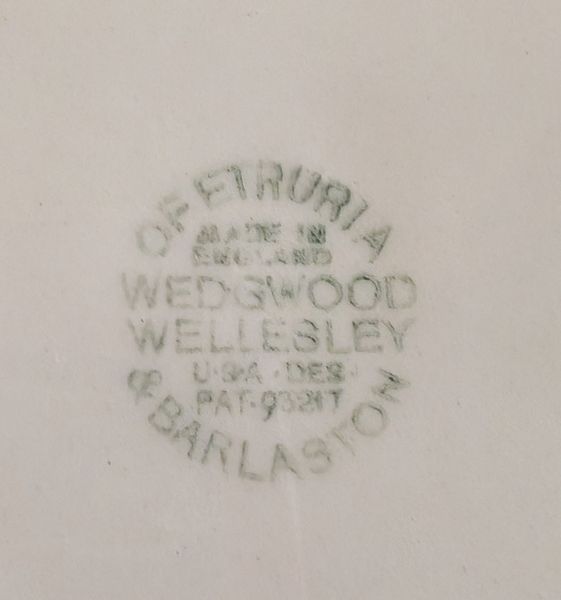 OF ETRURIA
MADE IN
ENGLAND
WEDGWOOD
WELLESLEY
U·S·A·DES·
PAT·93217
& BARLASTON